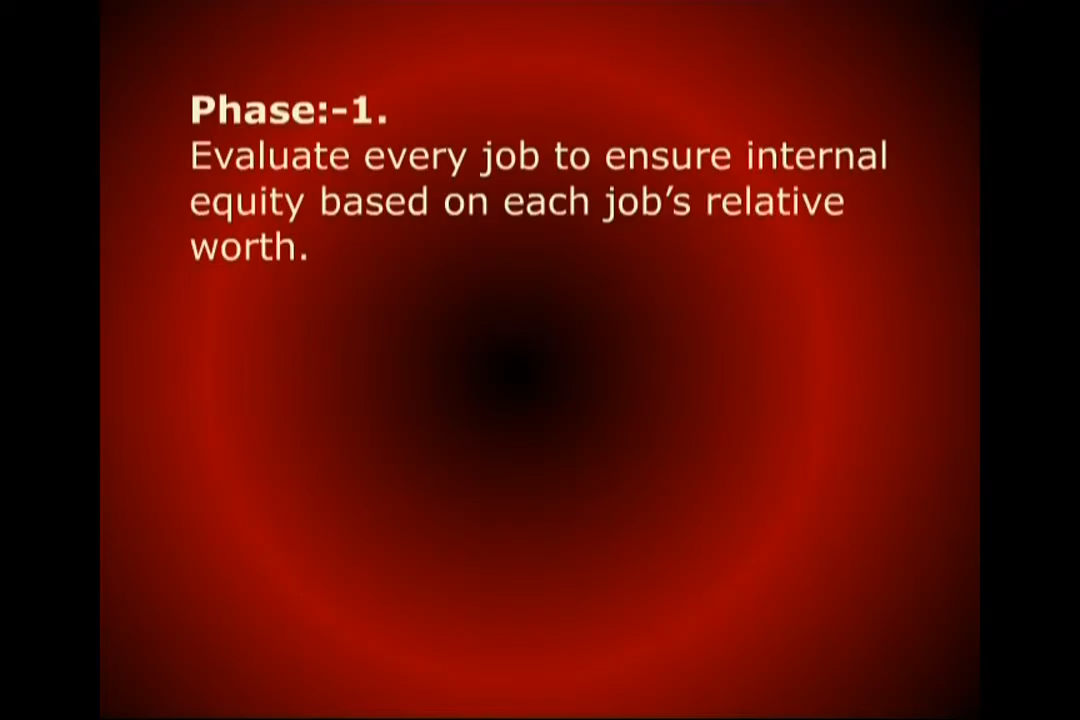 Phase:-1.
Evaluate every job to ensure internal
equity based on each job’s relative
worth.